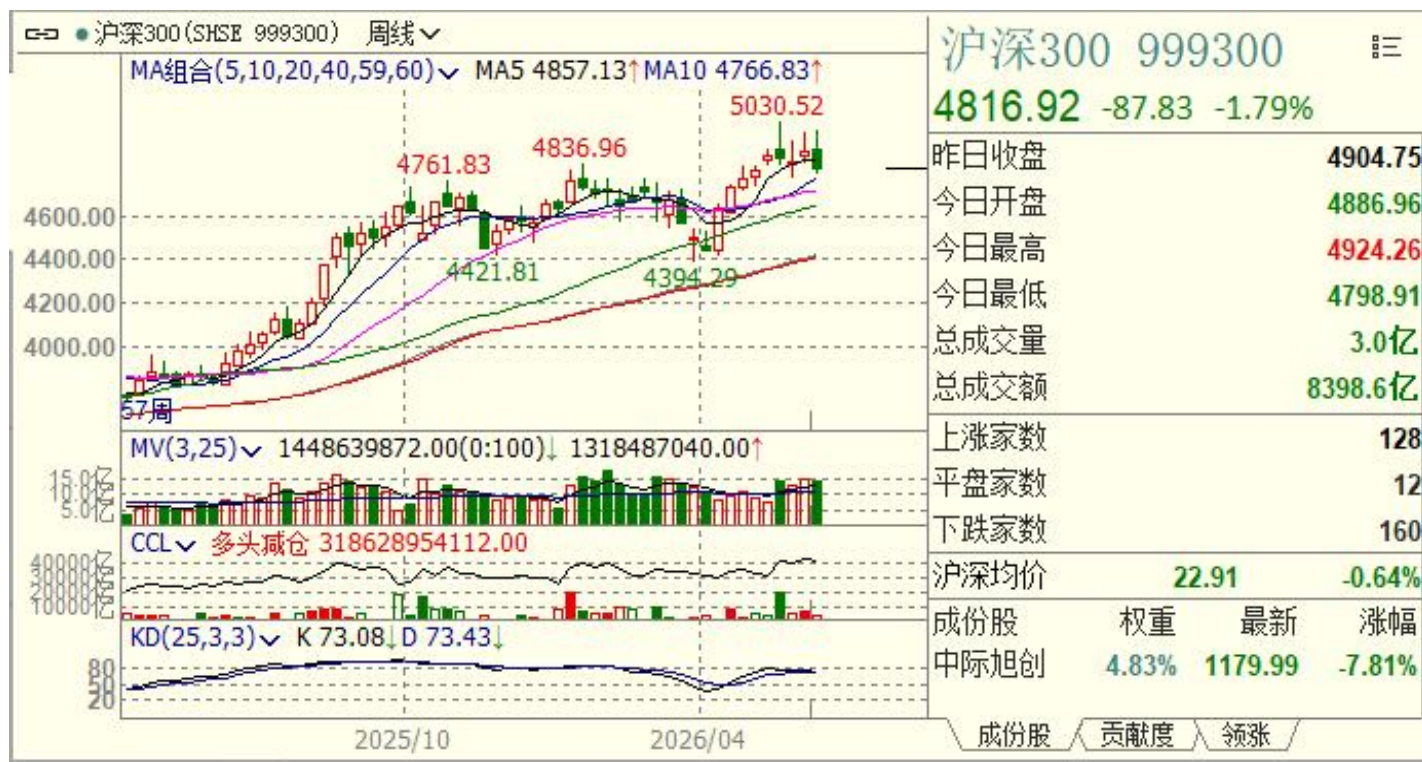 沪深300(SHSE 999300) 周线
MA组合(5,10,20,40,59,60) MA5 4857.13↑MA10 4766.83↑
5030.52
4836.96
4761.83
4600.00
4400.00
4421.81
4394.29
4200.00
4000.00
57周
MV(3,25) 1448639872.00(0:100)↓ 1318487040.00↑
15.0亿
10.0亿
5.0亿
CCL 多头减仓 318628954112.00
40000亿
30000亿
20000亿
10000亿
KD(25,3,3) K 73.08↓ D 73.43↓
80
50
20
2025/10 2026/04
沪深300 999300
4816.92 -87.83 -1.79%
昨日收盘 4904.75
今日开盘 4886.96
今日最高 4924.26
今日最低 4798.91
总成交量 3.0亿
总成交额 8398.6亿
上涨家数 128
平盘家数 12
下跌家数 160
沪深均价 22.91 -0.64%
成份股 权重 最新 涨幅
中际旭创 4.83% 1179.99 -7.81%
成份股 贡献度 领涨